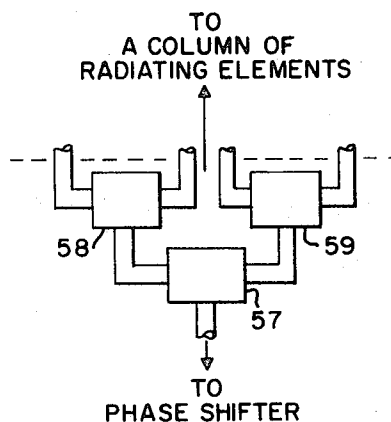 TO
A COLUMN OF
RADIATING ELEMENTS
58
59
57
TO
PHASE SHIFTER